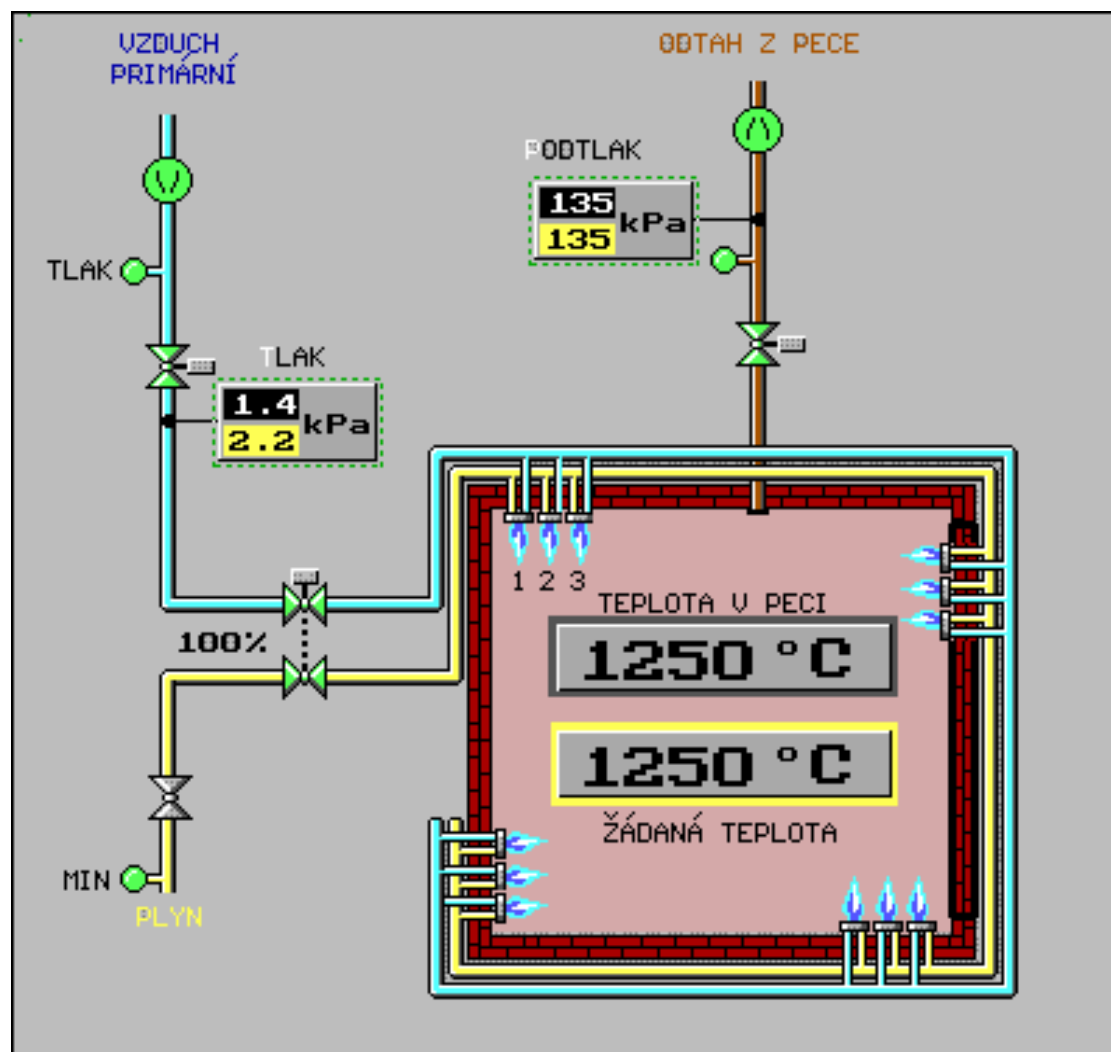 VZDUCH
PRIMÁRNÍ
ODTAH Z PECE
PODTLAK
135
135
kPa
TLAK
TLAK
1.4
2.2
kPa
1 2 3
TEPLOTA V PECI
1250 °C
100%
1250 °C
ŽÁDANÁ TEPLOTA
MIN
PLYN